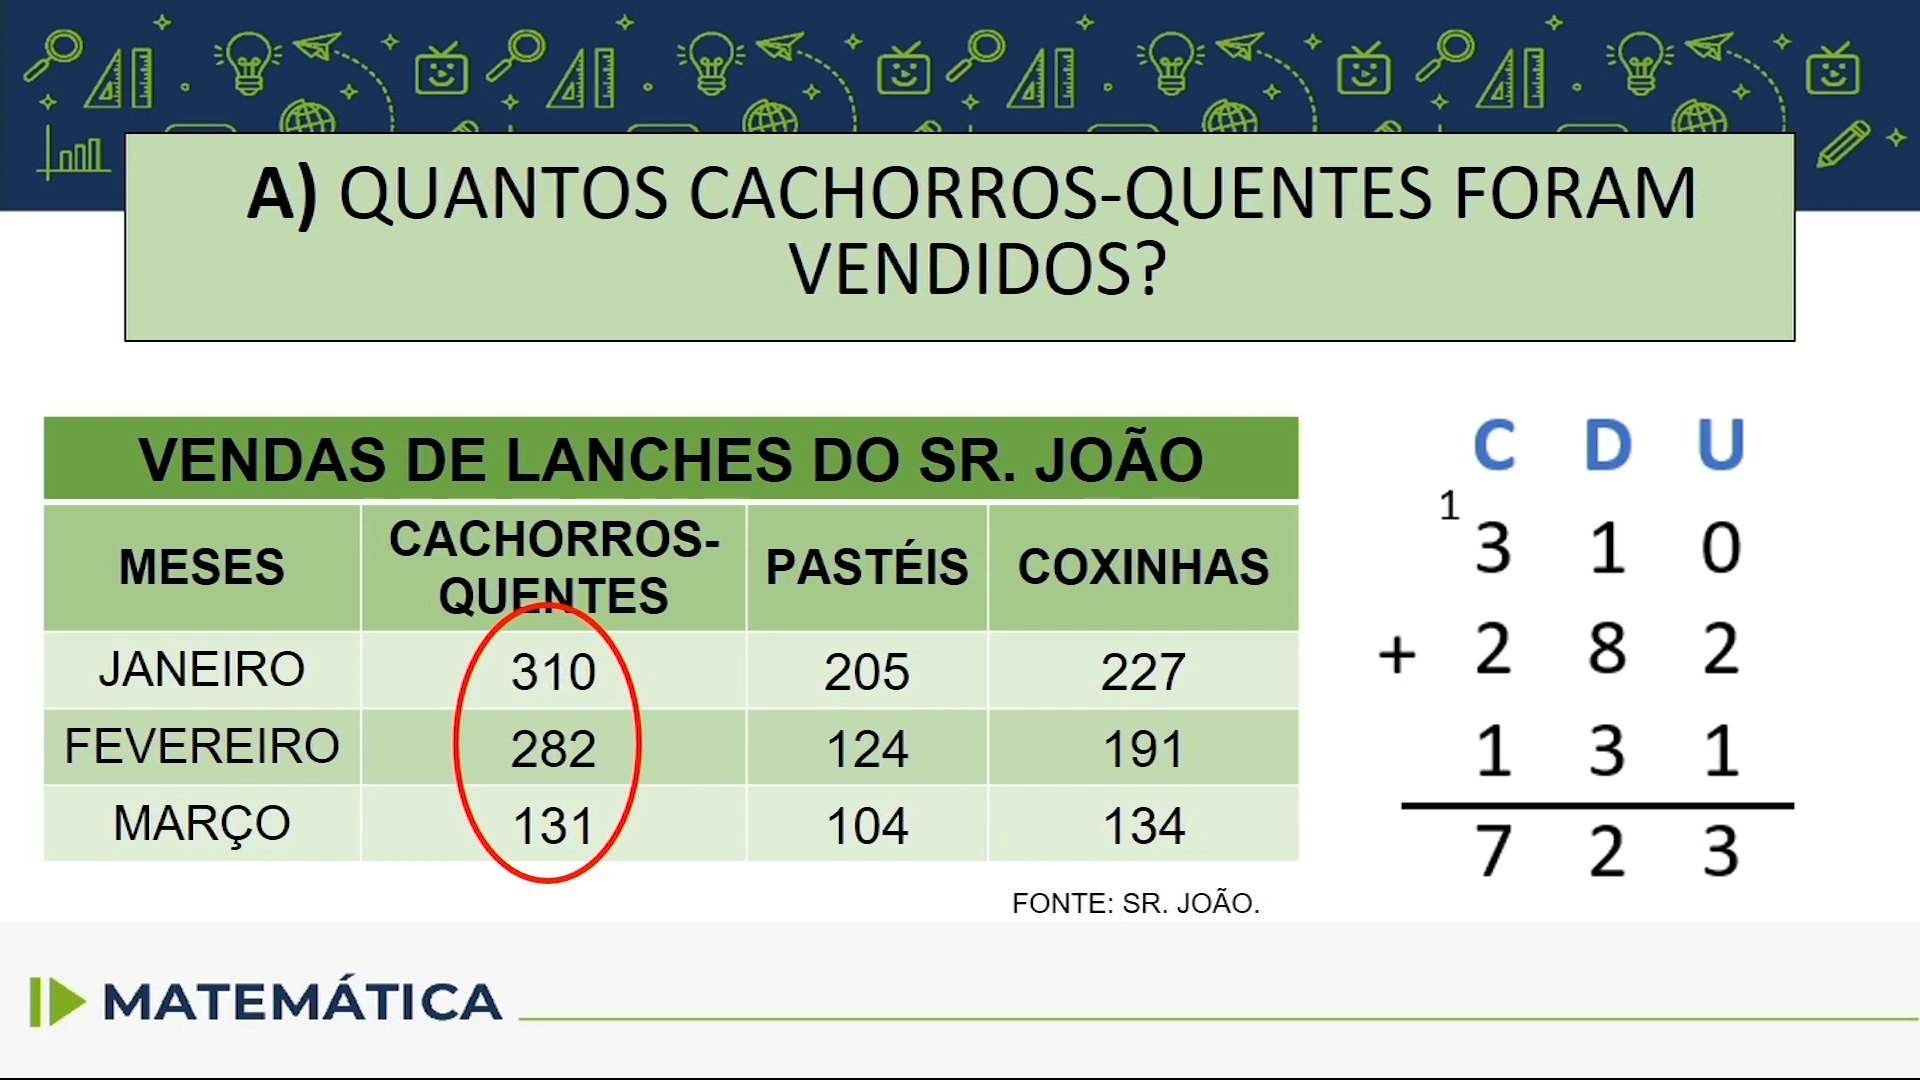 A) QUANTOS CACHORROS-QUENTES FORAM
VENDIDOS?
VENDAS DE LANCHES DO SR. JOÃO
MESES CACHORROS-QUENTES PASTÉIS COXINHAS
JANEIRO 310 205 227
FEVEREIRO 282 124 191
MARÇO 131 104 134
FONTE: SR. JOÃO.
C D U
1
3 1 0
+ 2 8 2
1 3 1
7 2 3
MATEMÁTICA